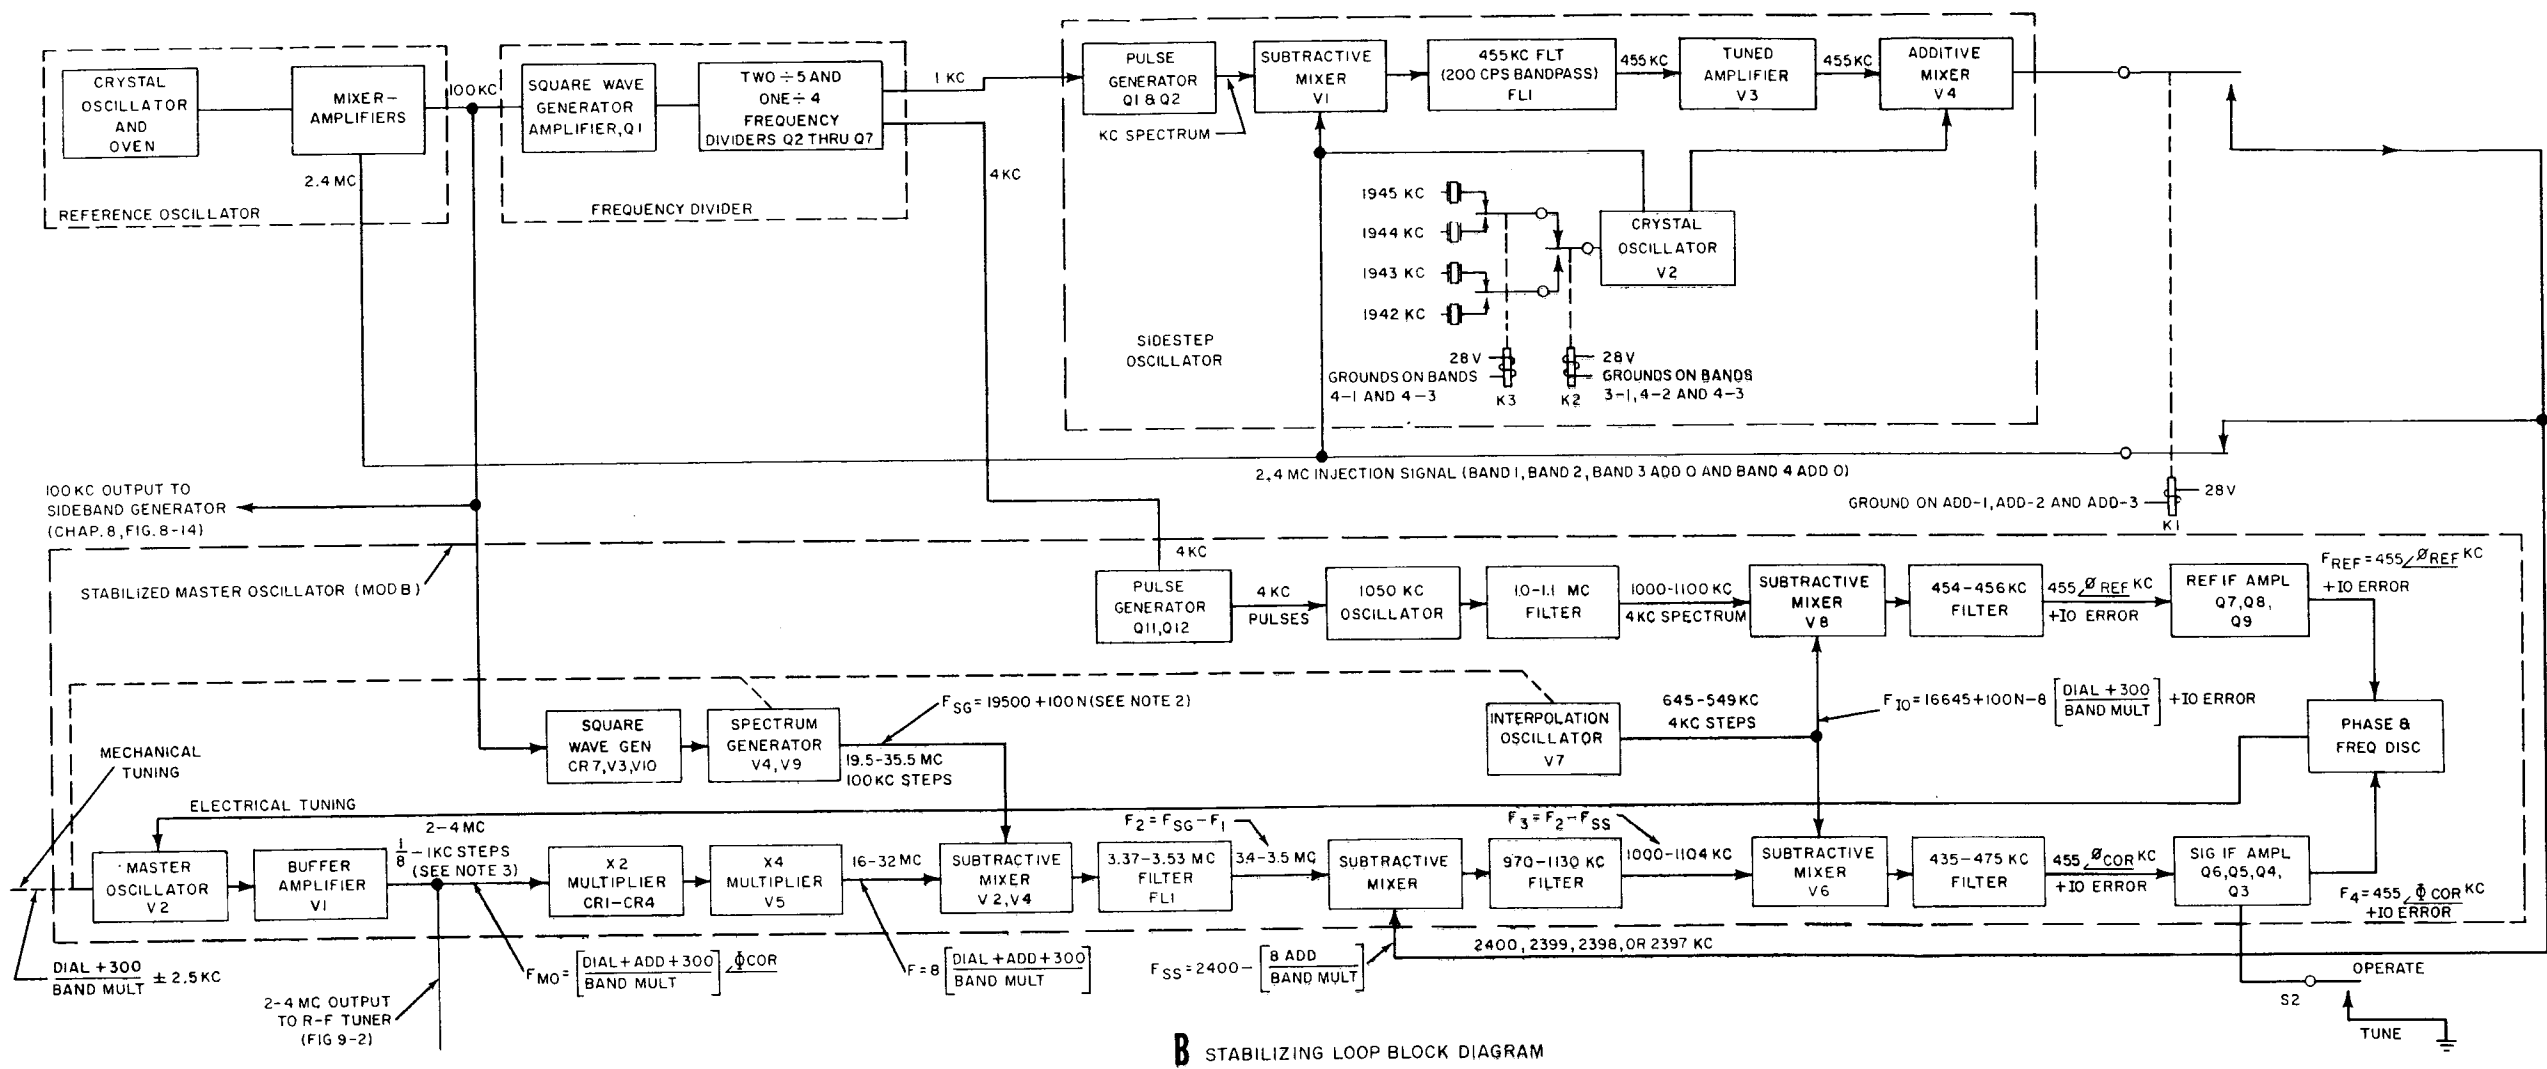 CRYSTAL
OSCILLATOR
AND
OVEN
MIXER-
AMPLIFIERS
2.4 MC
REFERENCE OSCILLATOR
100KC
SQUARE WAVE
GENERATOR
AMPLIFIER,Q1
TWO ÷5 AND
ONE÷4
FREQUENCY
DIVIDERS Q2 THRU Q7
FREQUENCY DIVIDER
1 KC
4KC
PULSE
GENERATOR
Q1 & Q2
KC SPECTRUM
SUBTRACTIVE
MIXER
V1
455KC FLT
(200 CPS BANDPASS)
FL1
455KC
TUNED
AMPLIFIER
V3
455KC
ADDITIVE
MIXER
V4
1945 KC
1944 KC
1943 KC
1942 KC
CRYSTAL
OSCILLATOR
V2
SIDESTEP
OSCILLATOR
28V
GROUNDS ON BANDS
4-1 AND 4-3
K3
28V
GROUNDS ON BANDS
3-1,4-2 AND 4-3
K2
2.4 MC INJECTION SIGNAL (BAND 1, BAND 2, BAND 3 ADD 0 AND BAND 4 ADD 0)
28V
GROUND ON ADD-1, ADD-2 AND ADD-3
K1
100KC OUTPUT TO
SIDEBAND GENERATOR
(CHAP. 8, FIG. 8-14)
STABILIZED MASTER OSCILLATOR (MOD B)
4KC
PULSE
GENERATOR
Q11,Q12
4 KC
PULSES
1050 KC
OSCILLATOR
1.0-1.1 MC
FILTER
1000-1100 KC
4KC SPECTRUM
SUBTRACTIVE
MIXER
V8
454-456KC
FILTER
455∠Ø REF KC
+IO ERROR
REF IF AMPL
Q7,Q8,
Q9
FREF=455∠Ø REF KC
+IO ERROR
SQUARE
WAVE GEN
CR7,V3,V10
SPECTRUM
GENERATOR
V4,V9
FSG=19500+100N(SEE NOTE 2)
19.5-35.5 MC
100KC STEPS
INTERPOLATION
OSCILLATOR
V7
645-549KC
4KC STEPS
FIO=16645+100N-8 [DIAL +300 / BAND MULT] +IO ERROR
PHASE &
FREQ DISC
MECHANICAL
TUNING
ELECTRICAL TUNING
MASTER
OSCILLATOR
V2
BUFFER
AMPLIFIER
V1
2-4 MC
1/8 -1KC STEPS
(SEE NOTE 3)
X2
MULTIPLIER
CR1-CR4
X4
MULTIPLIER
V5
16-32 MC
SUBTRACTIVE
MIXER
V2,V4
F2=FSG-F1
3.37-3.53 MC
FILTER
FL1
3.4-3.5 MC
SUBTRACTIVE
MIXER
F3=F2-FSS
970-1130 KC
FILTER
1000-1104KC
SUBTRACTIVE
MIXER
V6
435-475 KC
FILTER
455∠Ø COR KC
+IO ERROR
SIG IF AMPL
Q6,Q5,Q4,
Q3
F4=455∠Φ COR KC
+IO ERROR
DIAL +300 / BAND MULT ± 2.5KC
FMO=[DIAL+ADD+300 / BAND MULT] ∠ΦCOR
F=8 [DIAL+ADD+300 / BAND MULT]
FSS=2400-[8 ADD / BAND MULT]
2400, 2399, 2398, OR 2397 KC
2-4 MC OUTPUT
TO R-F TUNER
(FIG 9-2)
OPERATE
S2
TUNE
B STABILIZING LOOP BLOCK DIAGRAM